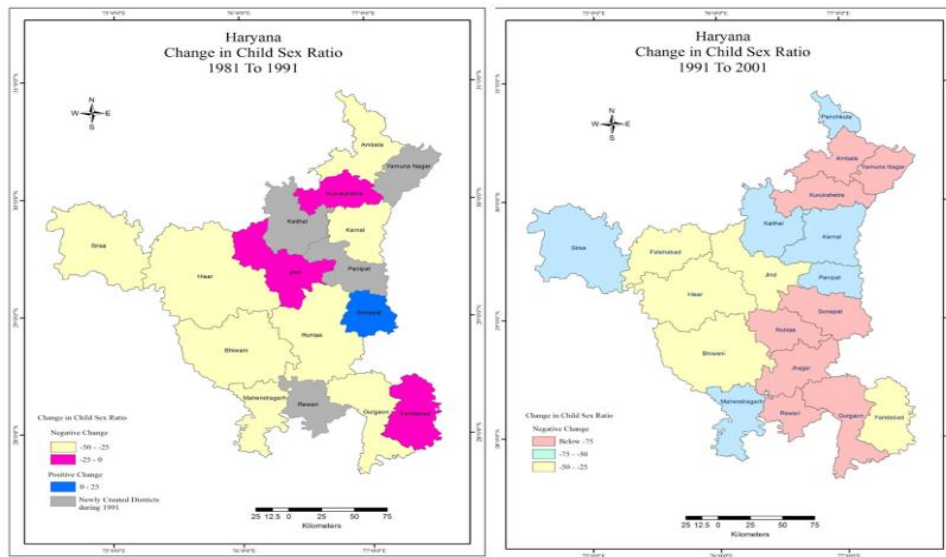 Haryana
Change in Child Sex Ratio
1981 To 1991
N
W E
S
Ambala
Yamuna Nagar
Kurukshetra
Kaithal
Karnal
Sirsa
Hisar
Jind
Panipat
Sonepat
Rohtak
Bhiwani
Mahendragarh
Rewari
Gurgaon
Faridabad
Change in Child Sex Ratio
Negative Change
-50 - -25
-25 - 0
Positive Change
0 - 25
Newly Created Districts
during 1991
25 12.5 0 25 50 75
Kilometers
Haryana
Change in Child Sex Ratio
1991 To 2001
N
W E
S
Panchkula
Ambala
Yamuna Nagar
Kurukshetra
Kaithal
Karnal
Sirsa
Fatehabad
Jind
Panipat
Hisar
Sonepat
Rohtak
Bhiwani
Jhajjar
Mahendragarh
Rewari
Gurgaon
Faridabad
Change in Child Sex Ratio
Negative Change
Below -75
-75 - -50
-50 - -25
25 12.5 0 25 50 75
Kilometers